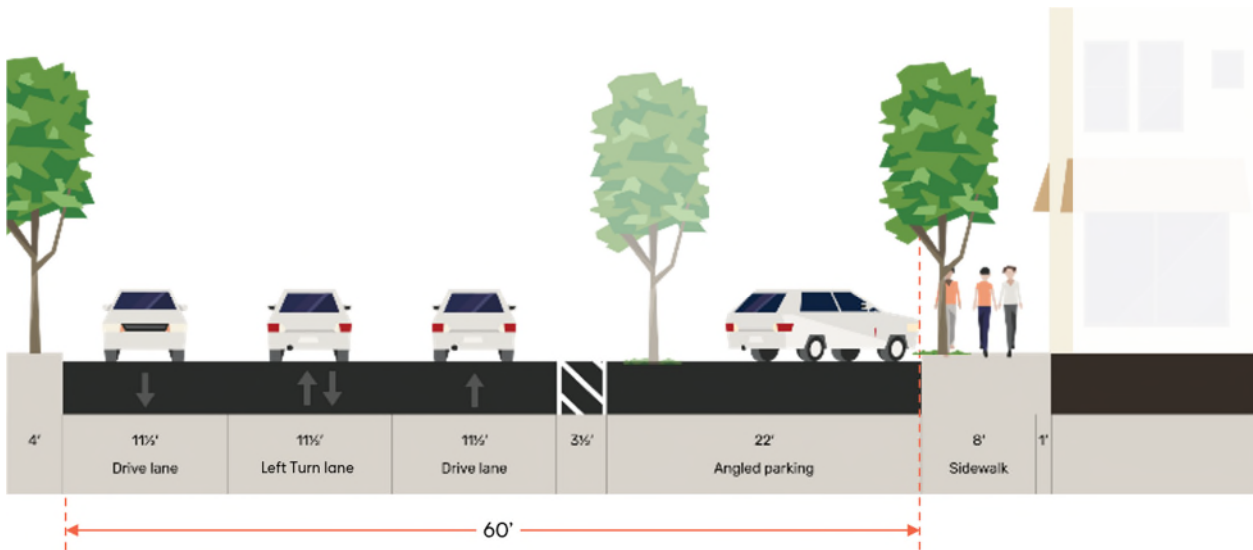 4'
11½'
11½'
11½'
3½'
22'
8'
1'
Drive lane
Left Turn lane
Drive lane
Angled parking
Sidewalk
60'